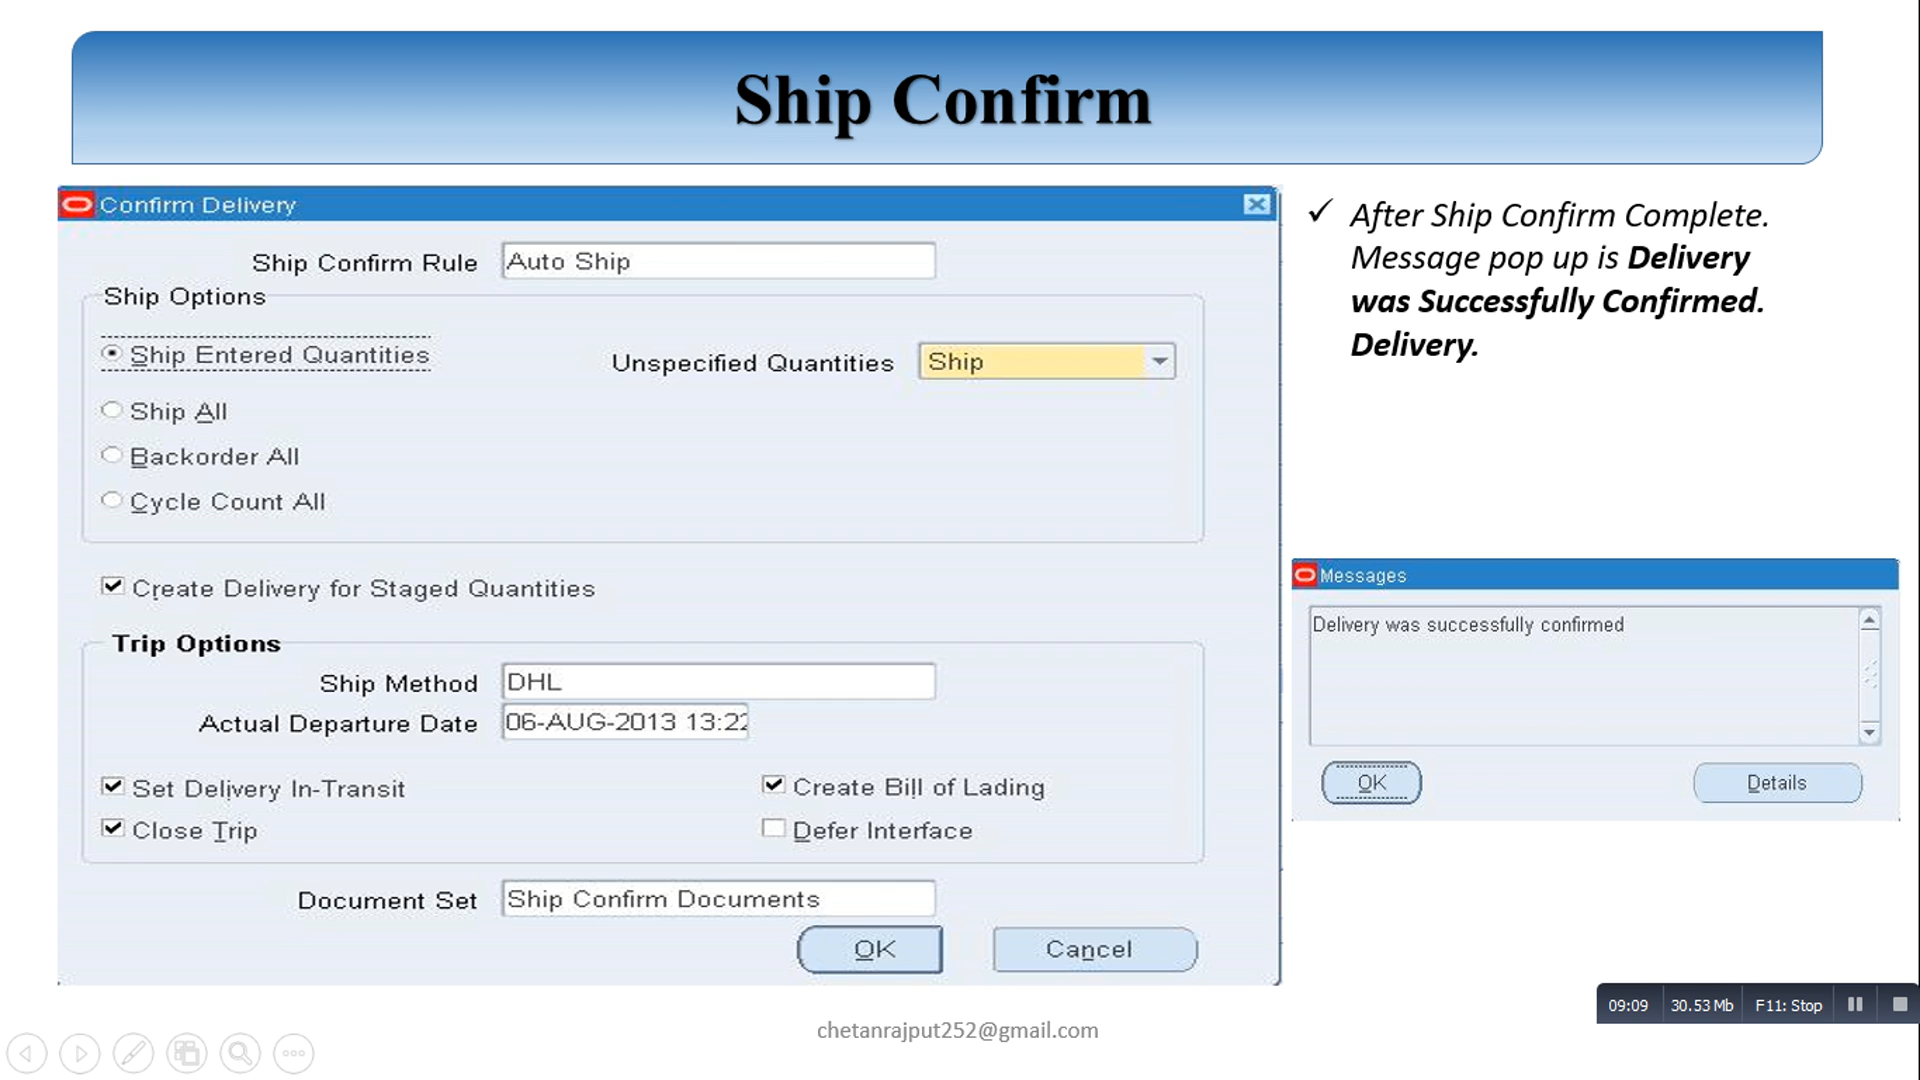 Ship Confirm
Confirm Delivery
Ship Confirm Rule Auto Ship
Ship Options
Ship Entered Quantities Unspecified Quantities Ship
Ship All
Backorder All
Cycle Count All
Create Delivery for Staged Quantities
Trip Options
Ship Method DHL
Actual Departure Date 06-AUG-2013 13:22
Set Delivery In-Transit Create Bill of Lading
Close Trip Defer Interface
Document Set Ship Confirm Documents
OK Cancel
✓ After Ship Confirm Complete.
Message pop up is Delivery
was Successfully Confirmed.
Delivery.
Messages
Delivery was successfully confirmed
OK Details
09:09 30.53 Mb F11: Stop
chetanrajput252@gmail.com